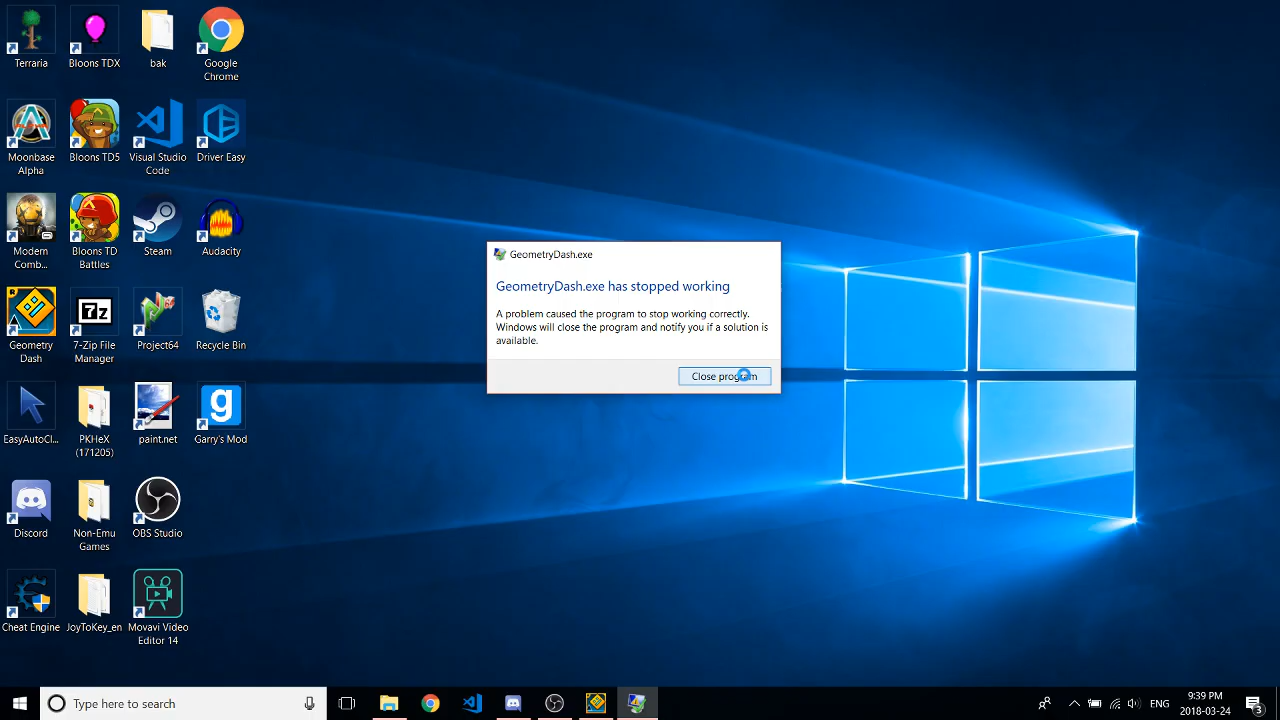 Terraria
Bloons TDX
bak
Google
Chrome
Moonbase
Alpha
Bloons TD5
Visual Studio
Code
Driver Easy
Modern
Comb...
Bloons TD
Battles
Steam
Audacity
Geometry
Dash
7z
7-Zip File
Manager
Project64
Recycle Bin
EasyAutoCl...
PKHeX
(171205)
paint.net
g
Garry's Mod
Discord
Non-Emu
Games
OBS Studio
Cheat Engine
JoyToKey_en
Movavi Video
Editor 14
GeometryDash.exe
GeometryDash.exe has stopped working
A problem caused the program to stop working correctly.
Windows will close the program and notify you if a solution is
available.
Close program
Type here to search
ENG
9:39 PM
2018-03-24
3